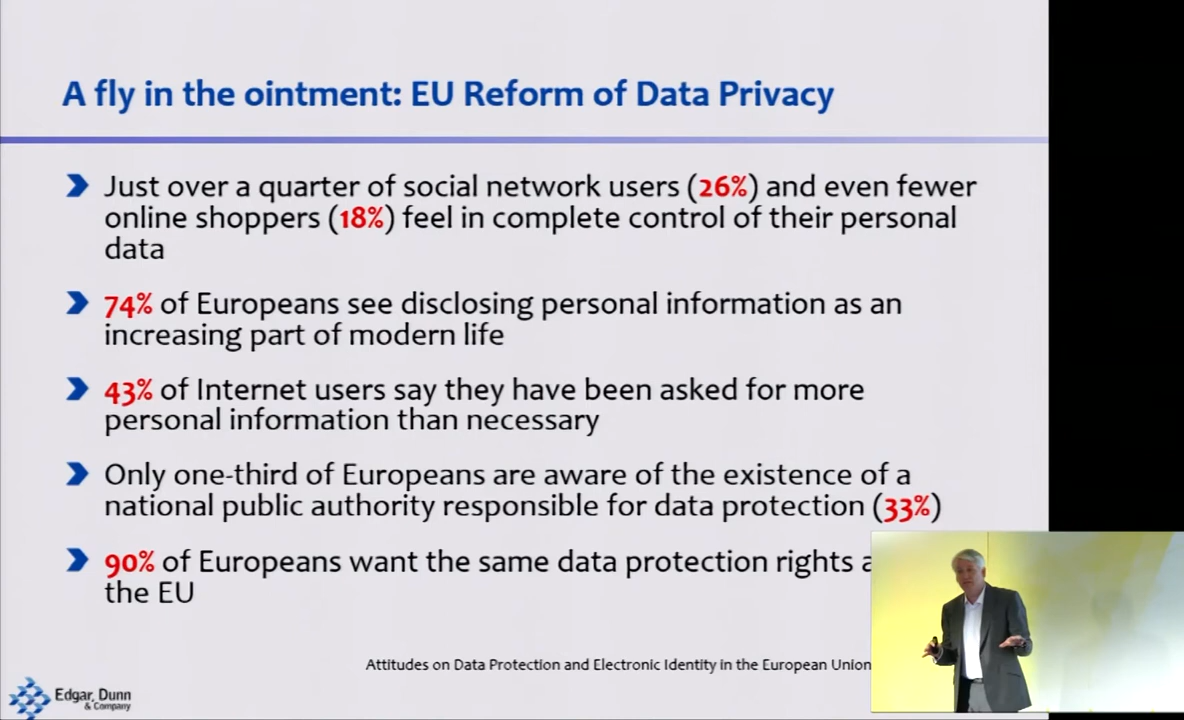 A fly in the ointment: EU Reform of Data Privacy
Just over a quarter of social network users (26%) and even fewer
online shoppers (18%) feel in complete control of their personal
data
74% of Europeans see disclosing personal information as an
increasing part of modern life
43% of Internet users say they have been asked for more
personal information than necessary
Only one-third of Europeans are aware of the existence of a
national public authority responsible for data protection (33%)
90% of Europeans want the same data protection rights
the EU
Attitudes on Data Protection and Electronic Identity in the European Union
Edgar, Dunn
& Company